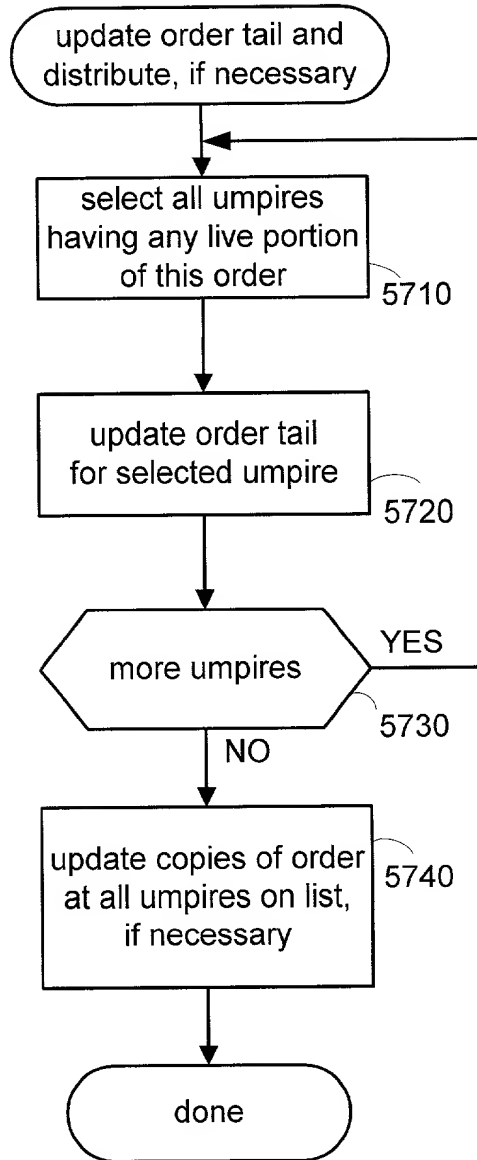 update order tail and
distribute, if necessary
select all umpires
having any live portion
of this order
5710
update order tail
for selected umpire
5720
more umpires
YES
5730
NO
update copies of order
at all umpires on list,
if necessary
5740
done